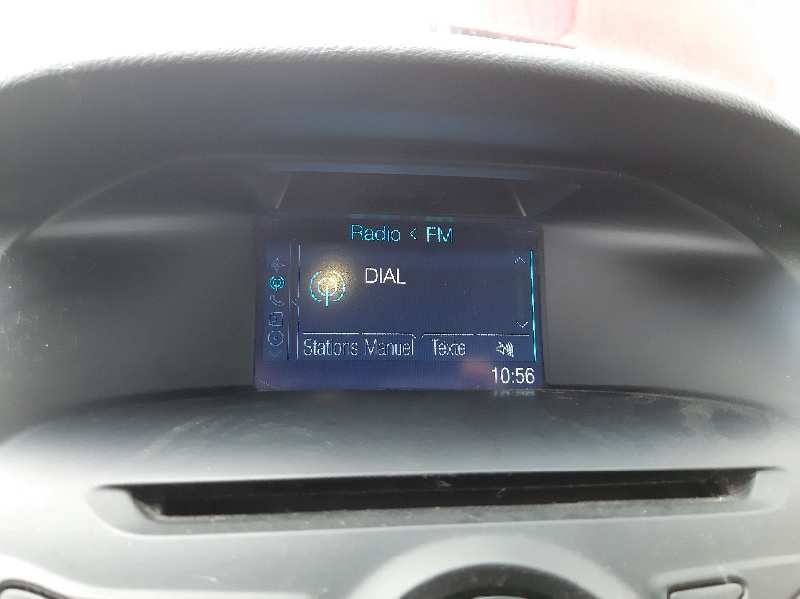 Radio < FM
DIAL
Stations Manuel Texte
10:56